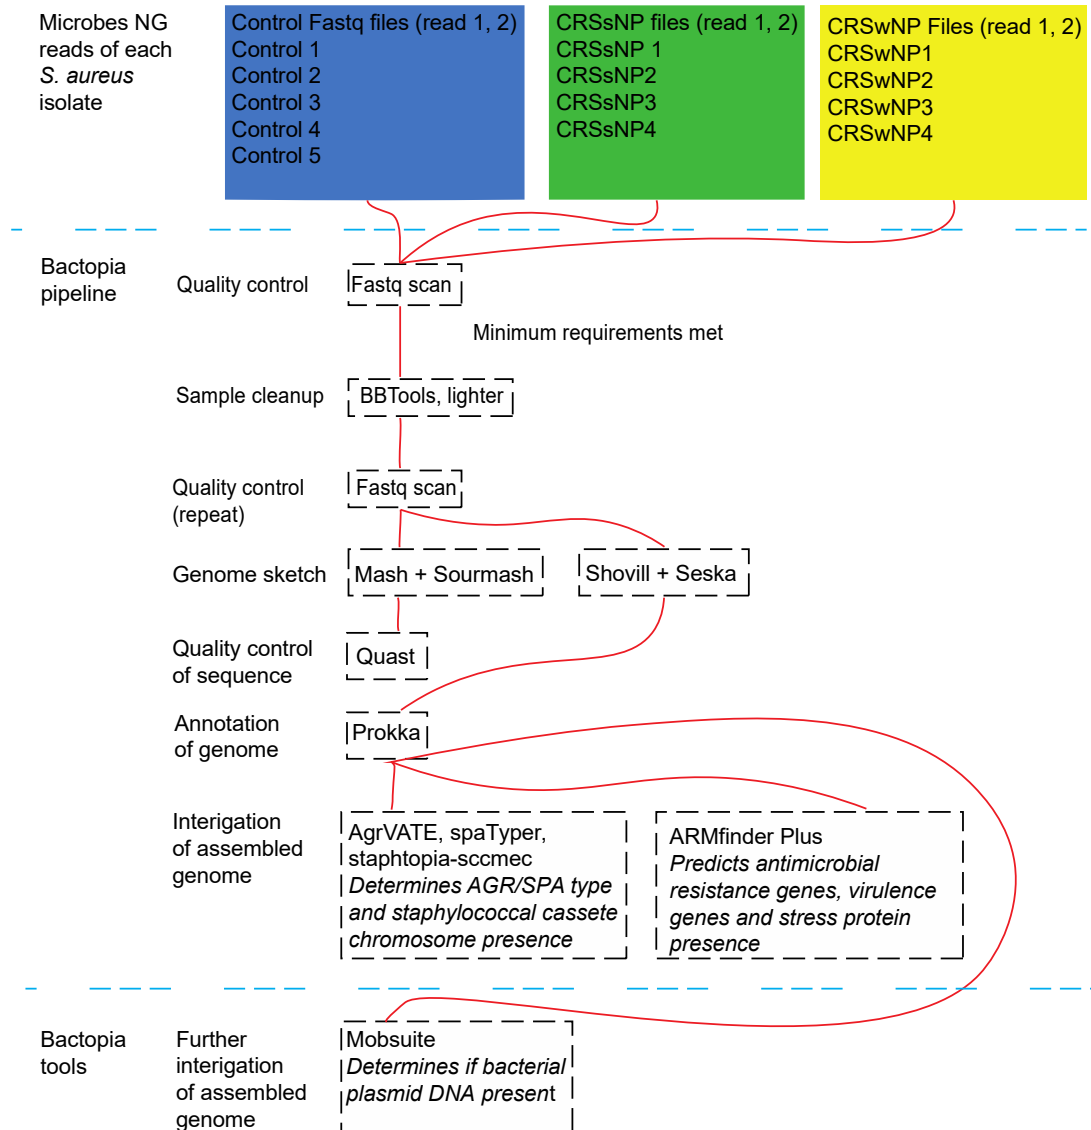 Microbes NG
reads of each
S. aureus
isolate
Control Fastq files (read 1, 2)
Control 1
Control 2
Control 3
Control 4
Control 5
CRSsNP files (read 1, 2)
CRSsNP 1
CRSsNP2
CRSsNP3
CRSsNP4
CRSwNP Files (read 1, 2)
CRSwNP1
CRSwNP2
CRSwNP3
CRSwNP4
Bactopia
pipeline
Quality control
Fastq scan
Minimum requirements met
Sample cleanup
BBTools, lighter
Quality control
(repeat)
Fastq scan
Genome sketch
Mash + Sourmash
Shovill + Seska
Quality control
of sequence
Quast
Annotation
of genome
Prokka
Interigation
of assembled
genome
AgrVATE, spaTyper,
staphtopia-sccmec
Determines AGR/SPA type
and staphylococcal cassete
chromosome presence
ARMfinder Plus
Predicts antimicrobial
resistance genes, virulence
genes and stress protein
presence
Bactopia
tools
Further
interigation
of assembled
genome
Mobsuite
Determines if bacterial
plasmid DNA present